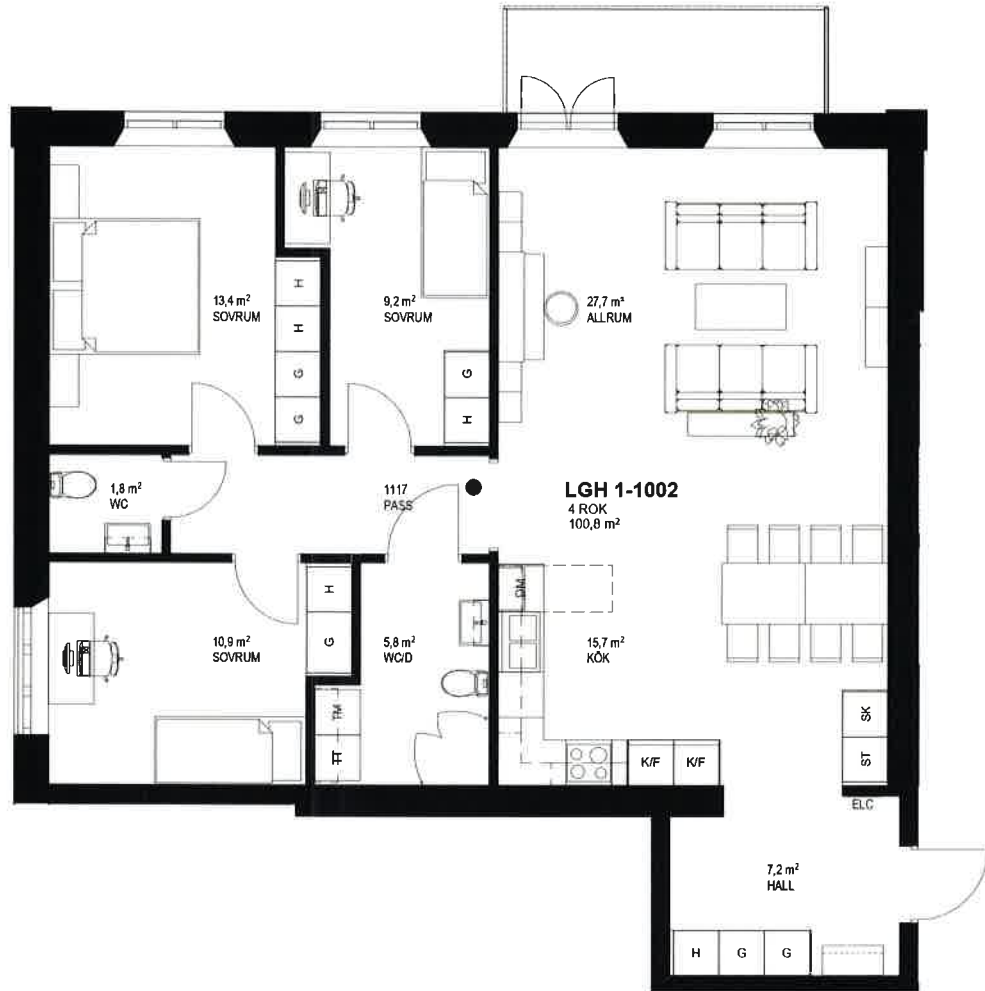 13,4 m²
SOVRUM
H
H
G
G
9,2 m²
SOVRUM
G
H
27,7 m²
ALLRUM
1,8 m²
WC
1117
PASS
LGH 1-1002
4 ROK
100,8 m²
10,9 m²
SOVRUM
H
G
5,8 m²
WC/D
TM
TT
DM
15,7 m²
KÖK
K/F
K/F
SK
ST
ELC
7,2 m²
HALL
H
G
G